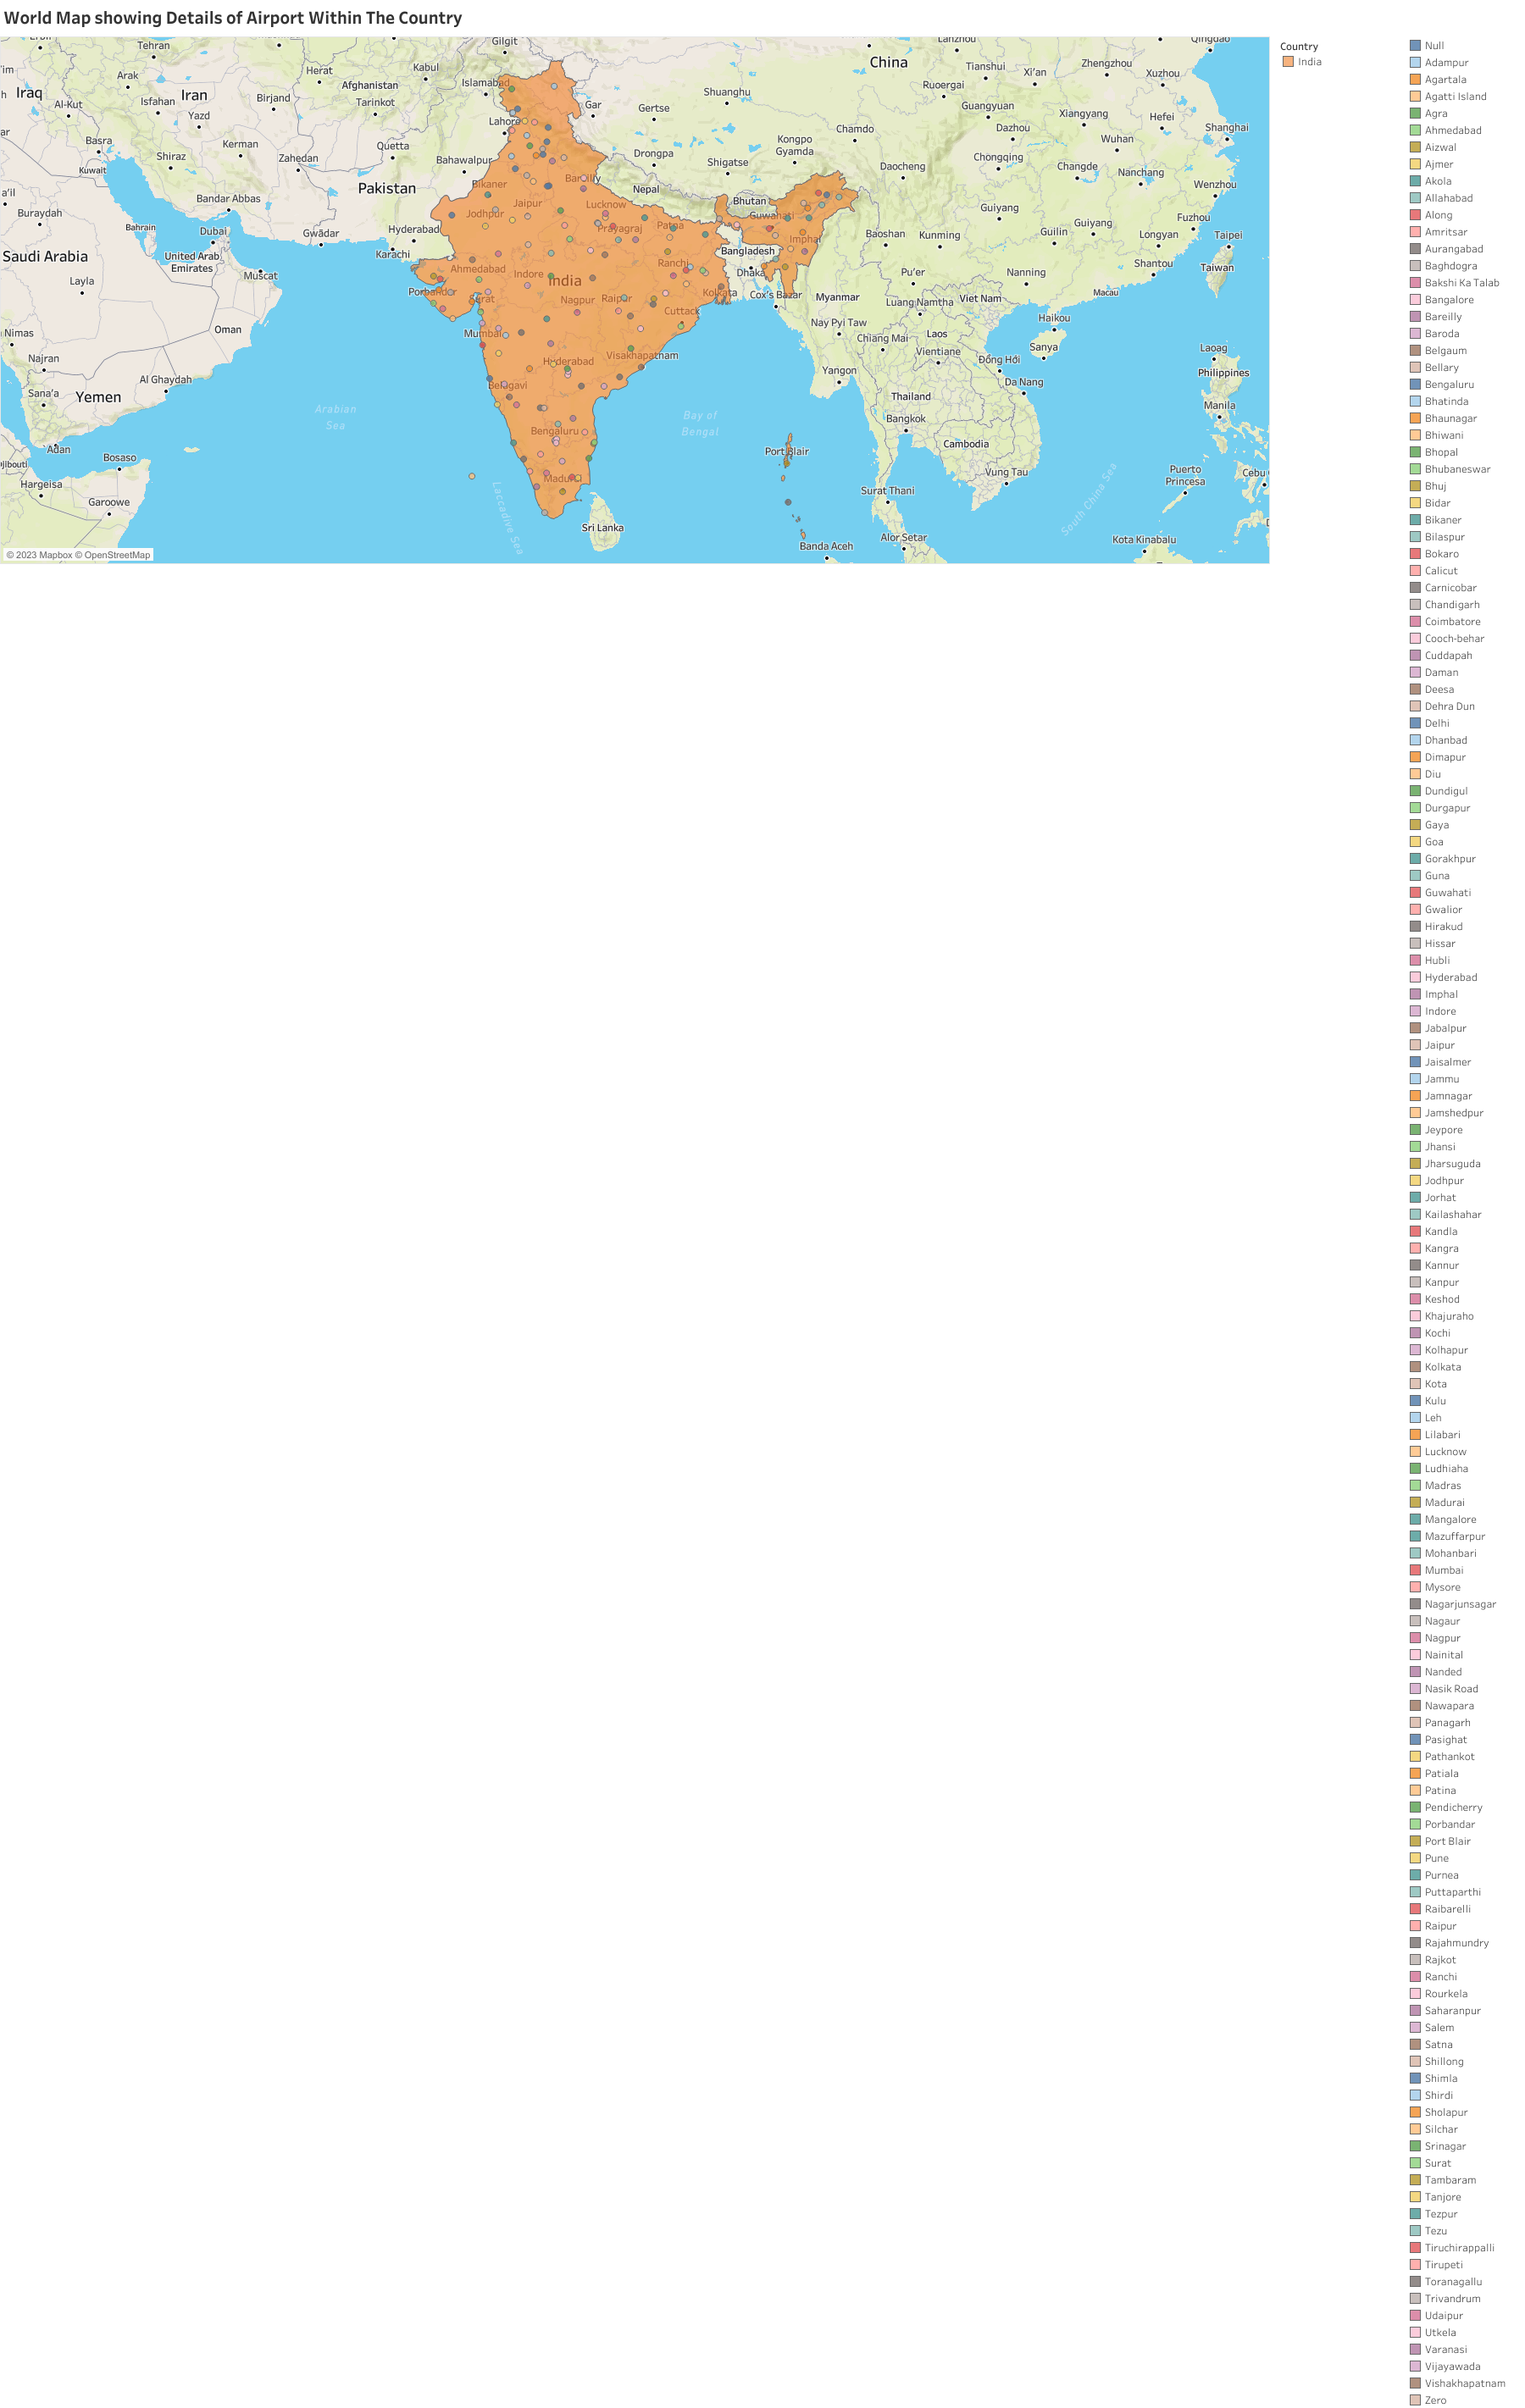 World Map showing Details of Airport Within The Country
Gilgit
Tehran
Lanzhou
Qingdao
China
Herat
Kabul
Islamabad
Tianshui
Xi'an
Zhengzhou
Xuzhou
Arak
Afghanistan
Iraq
Iran
Birjand
Tarinkot
Gar
Gertse
Shuanghu
Ruoergai
Al-Kut
Isfahan
Yazd
Guangyuan
Xiangyang
Hefei
Lahore
Chamdo
Dazhou
Wuhan
Shanghai
Basra
Kerman
Quetta
Kongpo
Gyamda
Shiraz
Zahedan
Bahawalpur
Drongpa
Shigatse
Daocheng
Chongqing
Changde
Nanchang
Kuwait
Pakistan
Bikaner
Bareilly
Nepal
Wenzhou
Bandar Abbas
Bhutan
Buraydah
Jodhpur
Jaipur
Lucknow
Guwahati
Guiyang
Fuzhou
Bahrain
Dubai
Gwādar
Hyderabad
Prayagraj
Patna
Imphal
Baoshan
Kunming
Guilin
Guiyang
Longyan
Taipei
Saudi Arabia
United Arab
Emirates
Karachi
Bangladesh
Muscat
Ahmedabad
Indore
India
Ranchi
Dhaka
Pu'er
Nanning
Shantou
Taiwan
Layla
Porbandar
Surat
Nagpur
Raipur
Kolkata
Cox's Bazar
Myanmar
Luang Namtha
Viet Nam
Macau
Cuttack
Oman
Nimas
Mumbai
Nay Pyi Taw
Chiang Mai
Laos
Haikou
Najran
Hyderabad
Visakhapatnam
Vientiane
Đồng Hới
Sanya
Laoag
Al Ghaydah
Belgavi
Yangon
Da Nang
Philippines
Sana'a
Yemen
Arabian
Sea
Bay of
Bengal
Thailand
Manila
Bengaluru
Bangkok
Adan
Port Blair
Cambodia
Bosaso
Hargeisa
Madurai
Vung Tau
Puerto
Princesa
Cebu
Garoowe
Laccadive Sea
Surat Thani
South China Sea
Sri Lanka
Banda Aceh
Alor Setar
Kota Kinabalu
© 2023 Mapbox © OpenStreetMap
Country
India
Null
Adampur
Agartala
Agatti Island
Agra
Ahmedabad
Aizwal
Ajmer
Akola
Allahabad
Along
Amritsar
Aurangabad
Baghdogra
Bakshi Ka Talab
Bangalore
Bareilly
Baroda
Belgaum
Bellary
Bengaluru
Bhatinda
Bhaunagar
Bhiwani
Bhopal
Bhubaneswar
Bhuj
Bidar
Bikaner
Bilaspur
Bokaro
Calicut
Carnicobar
Chandigarh
Coimbatore
Cooch-behar
Cuddapah
Daman
Deesa
Dehra Dun
Delhi
Dhanbad
Dimapur
Diu
Dundigul
Durgapur
Gaya
Goa
Gorakhpur
Guna
Guwahati
Gwalior
Hirakud
Hissar
Hubli
Hyderabad
Imphal
Indore
Jabalpur
Jaipur
Jaisalmer
Jammu
Jamnagar
Jamshedpur
Jeypore
Jhansi
Jharsuguda
Jodhpur
Jorhat
Kailashahar
Kandla
Kangra
Kannur
Kanpur
Keshod
Khajuraho
Kochi
Kolhapur
Kolkata
Kota
Kulu
Leh
Lilabari
Lucknow
Ludhiaha
Madras
Madurai
Mangalore
Mazuffarpur
Mohanbari
Mumbai
Mysore
Nagarjunsagar
Nagaur
Nagpur
Nainital
Nanded
Nasik Road
Nawapara
Panagarh
Pasighat
Pathankot
Patiala
Patina
Pendicherry
Porbandar
Port Blair
Pune
Purnea
Puttaparthi
Raibarelli
Raipur
Rajahmundry
Rajkot
Ranchi
Rourkela
Saharanpur
Salem
Satna
Shillong
Shimla
Shirdi
Sholapur
Silchar
Srinagar
Surat
Tambaram
Tanjore
Tezpur
Tezu
Tiruchirappalli
Tirupeti
Toranagallu
Trivandrum
Udaipur
Utkela
Varanasi
Vijayawada
Vishakhapatnam
Zero